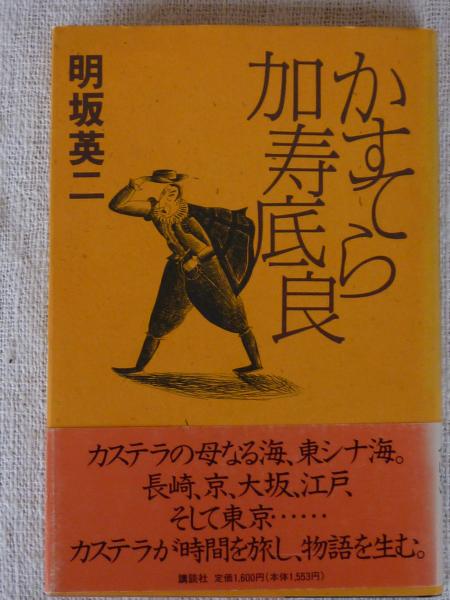 かすてら
加寿底良
明坂英二
カステラの母なる海、東シナ海。
長崎、京、大坂、江戸、
そして東京……
カステラが時間を旅し、物語を生む。
講談社 定価1,600円(本体1,553円)